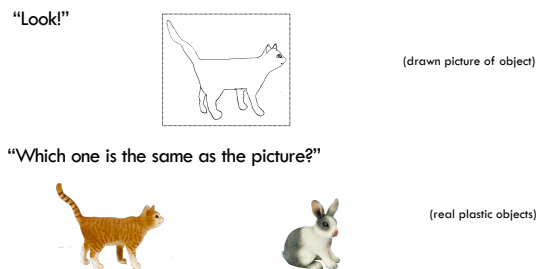 “Look!”
(drawn picture of object)
“Which one is the same as the picture?”
(real plastic objects)